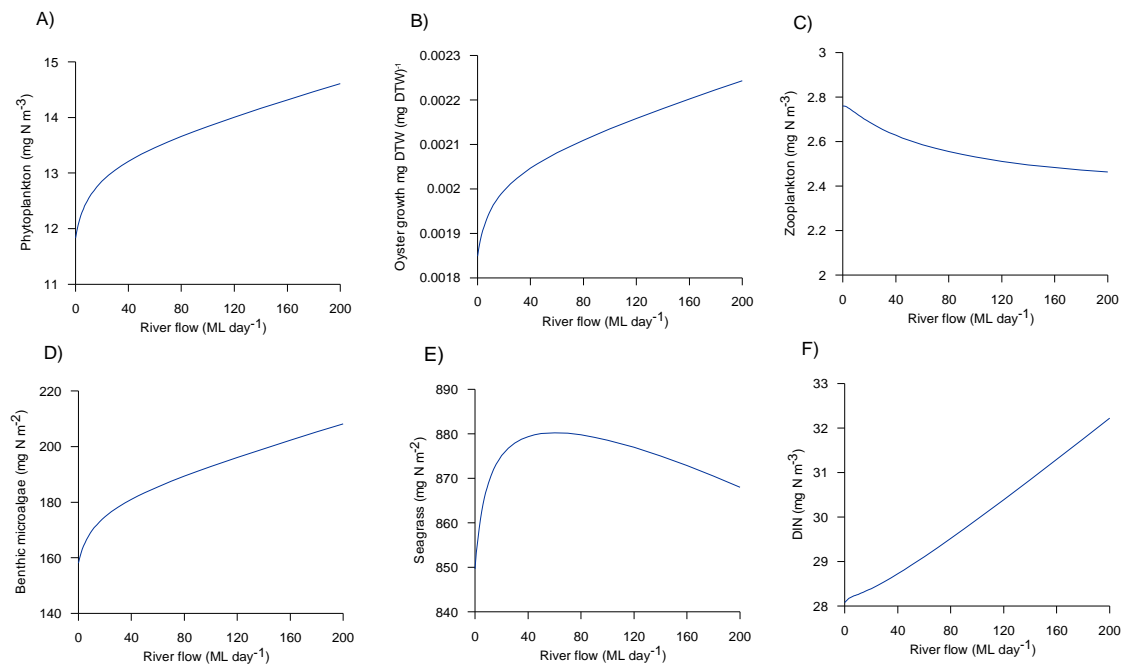 A)
Phytoplankton (mg N m-3)
15
14
13
12
11
0 40 80 120 160 200
River flow (ML day-1)
B)
Oyster growth mg DTW (mg DTW)-1
0.0023
0.0022
0.0021
0.002
0.0019
0.0018
0 40 80 120 160 200
River flow (ML day-1)
C)
Zooplankton (mg N m-3)
3
2.8
2.6
2.4
2.2
2
0 40 80 120 160 200
River flow (ML day-1)
D)
Benthic microalgae (mg N m-2)
220
200
180
160
140
0 40 80 120 160 200
River flow (ML day-1)
E)
Seagrass (mg N m-2)
890
880
870
860
850
840
0 40 80 120 160 200
River flow (ML day-1)
F)
DIN (mg N m-3)
33
32
31
30
29
28
0 40 80 120 160 200
River flow (ML day-1)